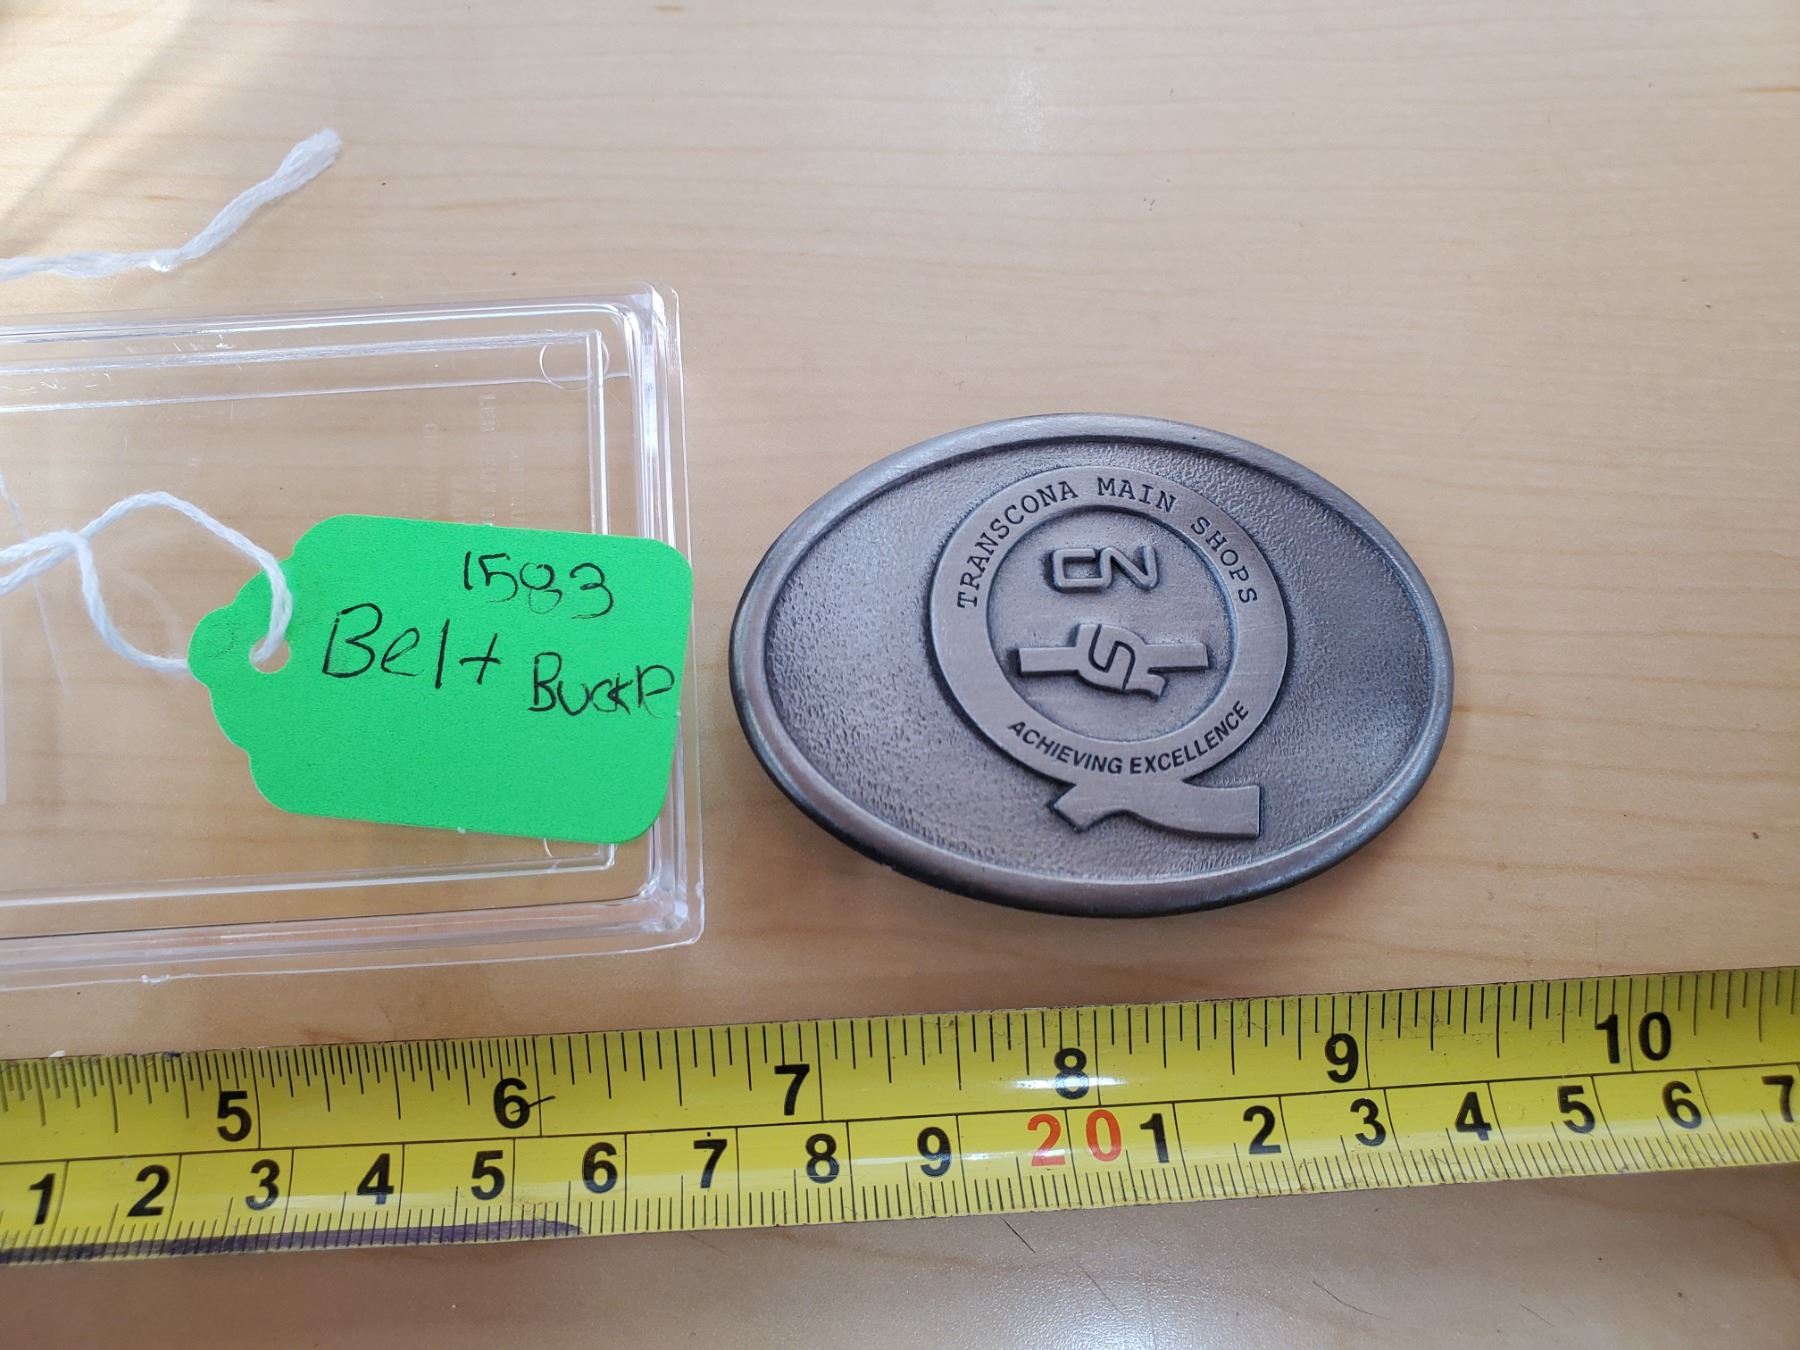 1583
Belt Buckle
TRANSCONA MAIN SHOPS
CN
ACHIEVING EXCELLENCE
5 6 7 8 9 10
1 2 3 4 5 6 7 8 9 20 1 2 3 4 5 6 7